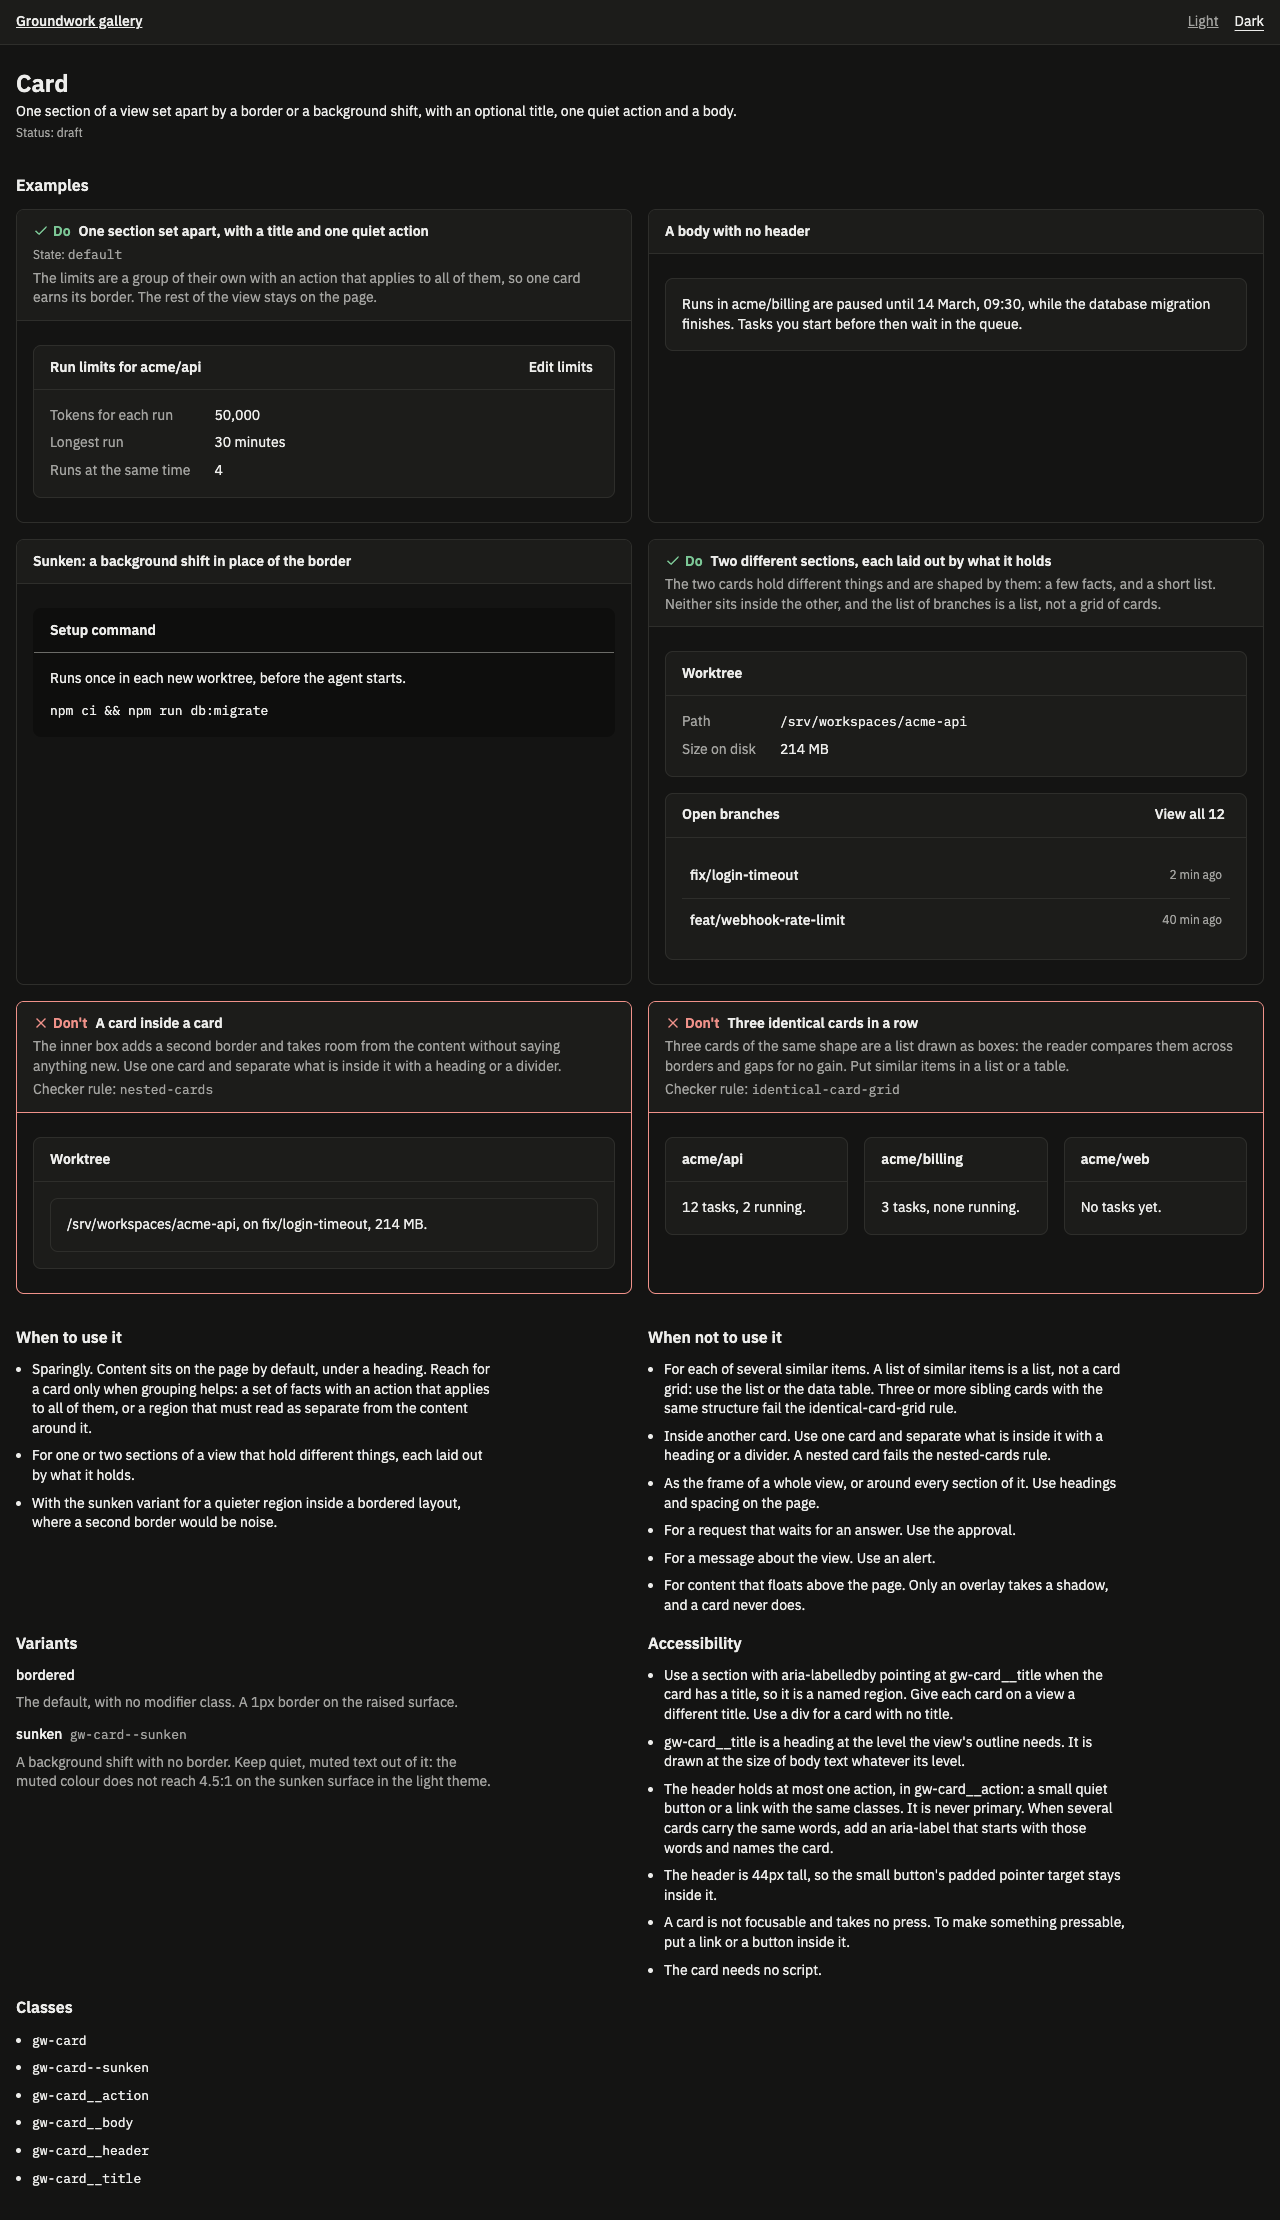 Groundwork gallery
Light
Dark
Card
One section of a view set apart by a border or a background shift, with an optional title, one quiet action and a body.
Status: draft
Examples
Do One section set apart, with a title and one quiet action
State: default
The limits are a group of their own with an action that applies to all of them, so one card
earns its border. The rest of the view stays on the page.
Run limits for acme/api
Edit limits
Tokens for each run 50,000
Longest run 30 minutes
Runs at the same time 4
A body with no header
Runs in acme/billing are paused until 14 March, 09:30, while the database migration
finishes. Tasks you start before then wait in the queue.
Sunken: a background shift in place of the border
Setup command
Runs once in each new worktree, before the agent starts.
npm ci && npm run db:migrate
Do Two different sections, each laid out by what it holds
The two cards hold different things and are shaped by them: a few facts, and a short list.
Neither sits inside the other, and the list of branches is a list, not a grid of cards.
Worktree
Path /srv/workspaces/acme-api
Size on disk 214 MB
Open branches
View all 12
fix/login-timeout 2 min ago
feat/webhook-rate-limit 40 min ago
Don't A card inside a card
The inner box adds a second border and takes room from the content without saying
anything new. Use one card and separate what is inside it with a heading or a divider.
Checker rule: nested-cards
Worktree
/srv/workspaces/acme-api, on fix/login-timeout, 214 MB.
Don't Three identical cards in a row
Three cards of the same shape are a list drawn as boxes: the reader compares them across
borders and gaps for no gain. Put similar items in a list or a table.
Checker rule: identical-card-grid
acme/api
12 tasks, 2 running.
acme/billing
3 tasks, none running.
acme/web
No tasks yet.
When to use it
• Sparingly. Content sits on the page by default, under a heading. Reach for
a card only when grouping helps: a set of facts with an action that applies
to all of them, or a region that must read as separate from the content
around it.
• For one or two sections of a view that hold different things, each laid out
by what it holds.
• With the sunken variant for a quieter region inside a bordered layout,
where a second border would be noise.
When not to use it
• For each of several similar items. A list of similar items is a list, not a card
grid: use the list or the data table. Three or more sibling cards with the
same structure fail the identical-card-grid rule.
• Inside another card. Use one card and separate what is inside it with a
heading or a divider. A nested card fails the nested-cards rule.
• As the frame of a whole view, or around every section of it. Use headings
and spacing on the page.
• For a request that waits for an answer. Use the approval.
• For a message about the view. Use an alert.
• For content that floats above the page. Only an overlay takes a shadow,
and a card never does.
Variants
bordered
The default, with no modifier class. A 1px border on the raised surface.
sunken gw-card--sunken
A background shift with no border. Keep quiet, muted text out of it: the
muted colour does not reach 4.5:1 on the sunken surface in the light theme.
Accessibility
• Use a section with aria-labelledby pointing at gw-card__title when the
card has a title, so it is a named region. Give each card on a view a
different title. Use a div for a card with no title.
• gw-card__title is a heading at the level the view's outline needs. It is
drawn at the size of body text whatever its level.
• The header holds at most one action, in gw-card__action: a small quiet
button or a link with the same classes. It is never primary. When several
cards carry the same words, add an aria-label that starts with those
words and names the card.
• The header is 44px tall, so the small button's padded pointer target stays
inside it.
• A card is not focusable and takes no press. To make something pressable,
put a link or a button inside it.
• The card needs no script.
Classes
• gw-card
• gw-card--sunken
• gw-card__action
• gw-card__body
• gw-card__header
• gw-card__title